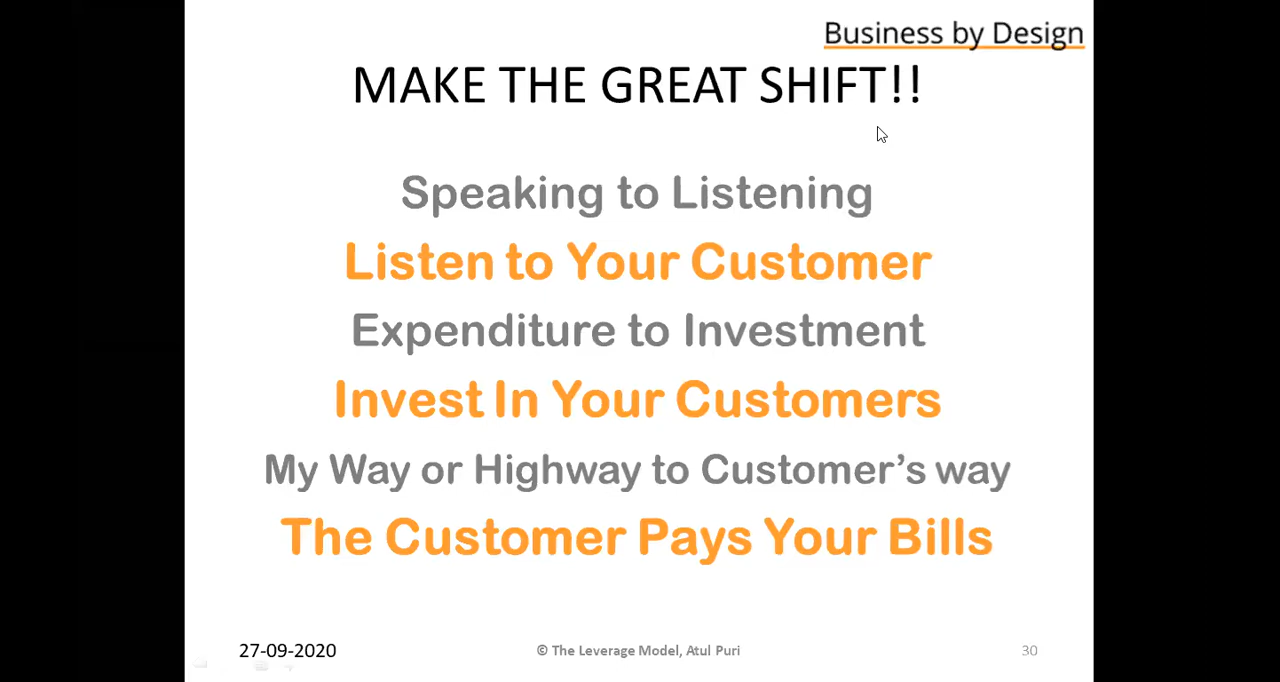 Business by Design
MAKE THE GREAT SHIFT!!
Speaking to Listening
Listen to Your Customer
Expenditure to Investment
Invest In Your Customers
My Way or Highway to Customer’s way
The Customer Pays Your Bills
27-09-2020
© The Leverage Model, Atul Puri
30